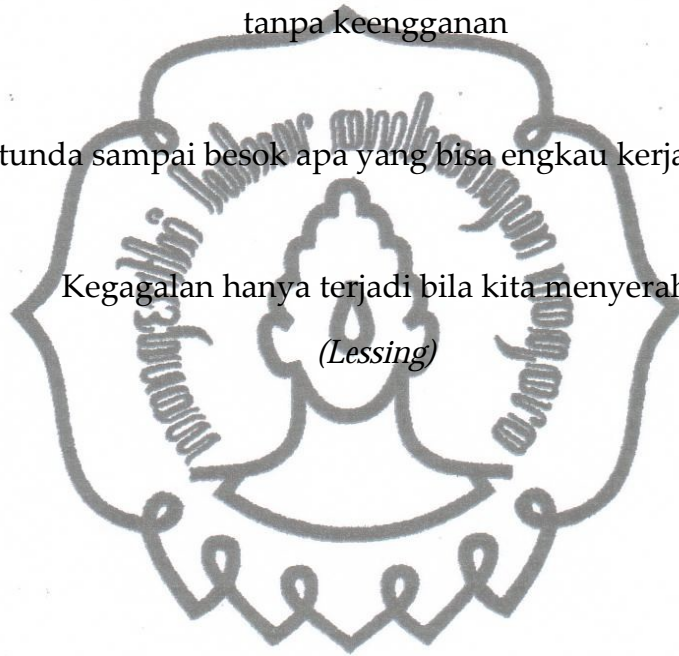 tanpa keengganan
tunda sampai besok apa yang bisa engkau kerja
Kegagalan hanya terjadi bila kita menyerah
(Lessing)